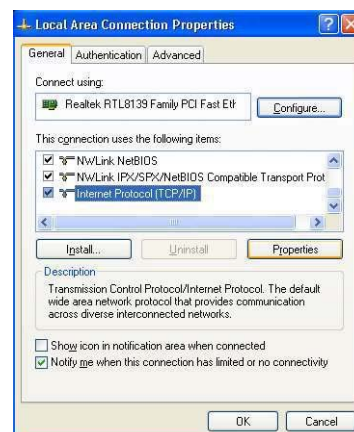 Local Area Connection Properties
General Authentication Advanced
Connect using:
Realtek RTL8139 Family PCI Fast Eth
Configure...
This connection uses the following items:
NWLink NetBIOS
NWLink IPX/SPX/NetBIOS Compatible Transport Prot
Internet Protocol (TCP/IP)
Install... Uninstall Properties
Description
Transmission Control Protocol/Internet Protocol. The default
wide area network protocol that provides communication
across diverse interconnected networks.
Show icon in notification area when connected
Notify me when this connection has limited or no connectivity
OK Cancel